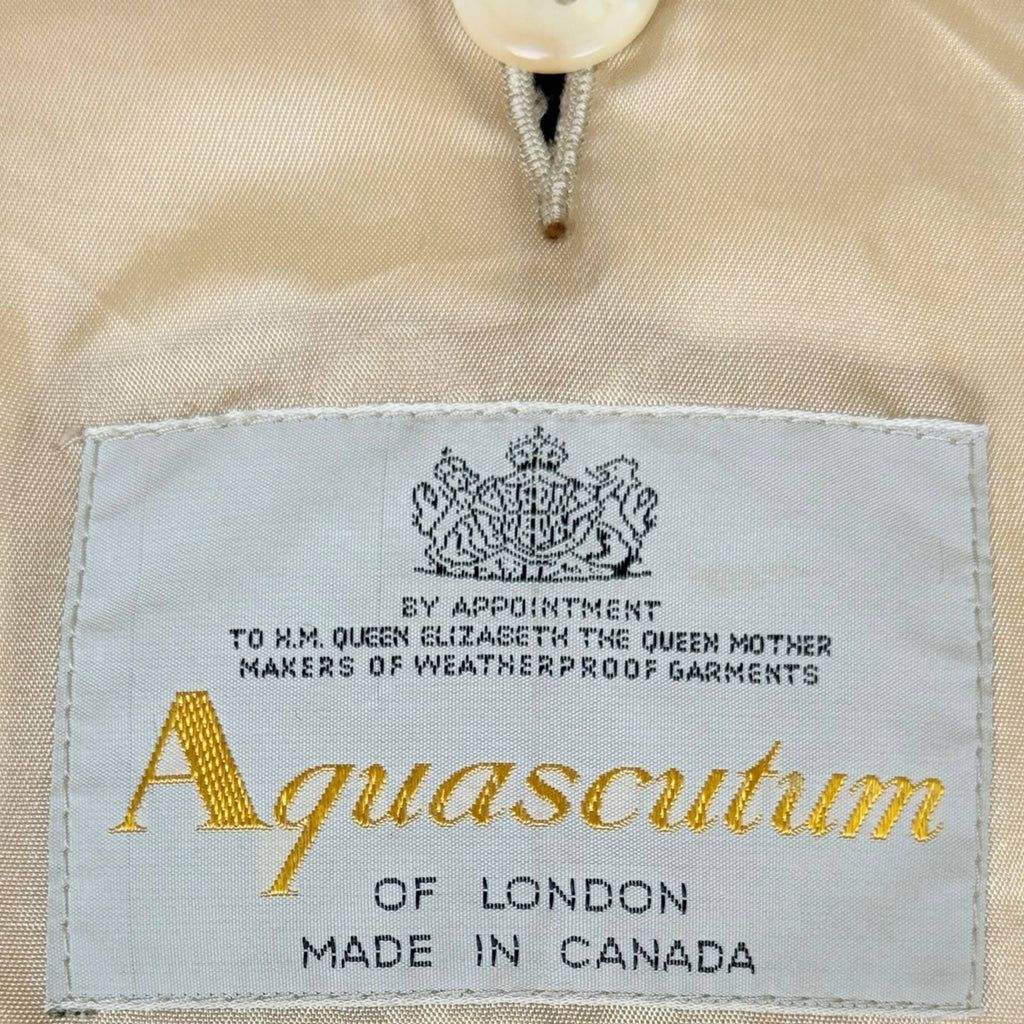 BY APPOINTMENT
TO H.M. QUEEN ELIZABETH THE QUEEN MOTHER
MAKERS OF WEATHERPROOF GARMENTS
Aquascutum
OF LONDON
MADE IN CANADA